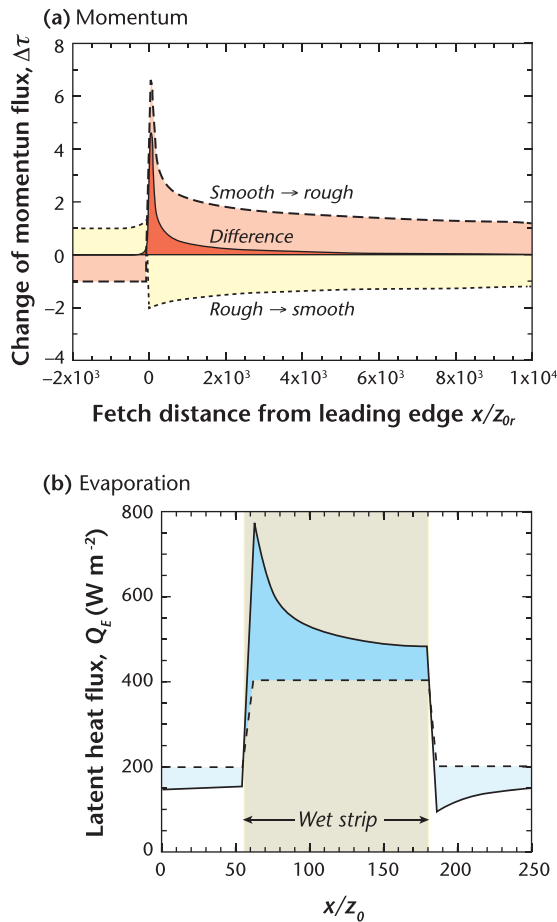 (a) Momentum
Change of momentun flux, Δτ
8
6
4
2
0
−2
−4
Smooth → rough
Difference
Rough → smooth
−2x10³ 0 2x10³ 4x10³ 6x10³ 8x10³ 1x10⁴
Fetch distance from leading edge x/z₀ᵣ
(b) Evaporation
Latent heat flux, Q_E (W m⁻²)
800
600
400
200
0
Wet strip
0 50 100 150 200 250
x/z₀